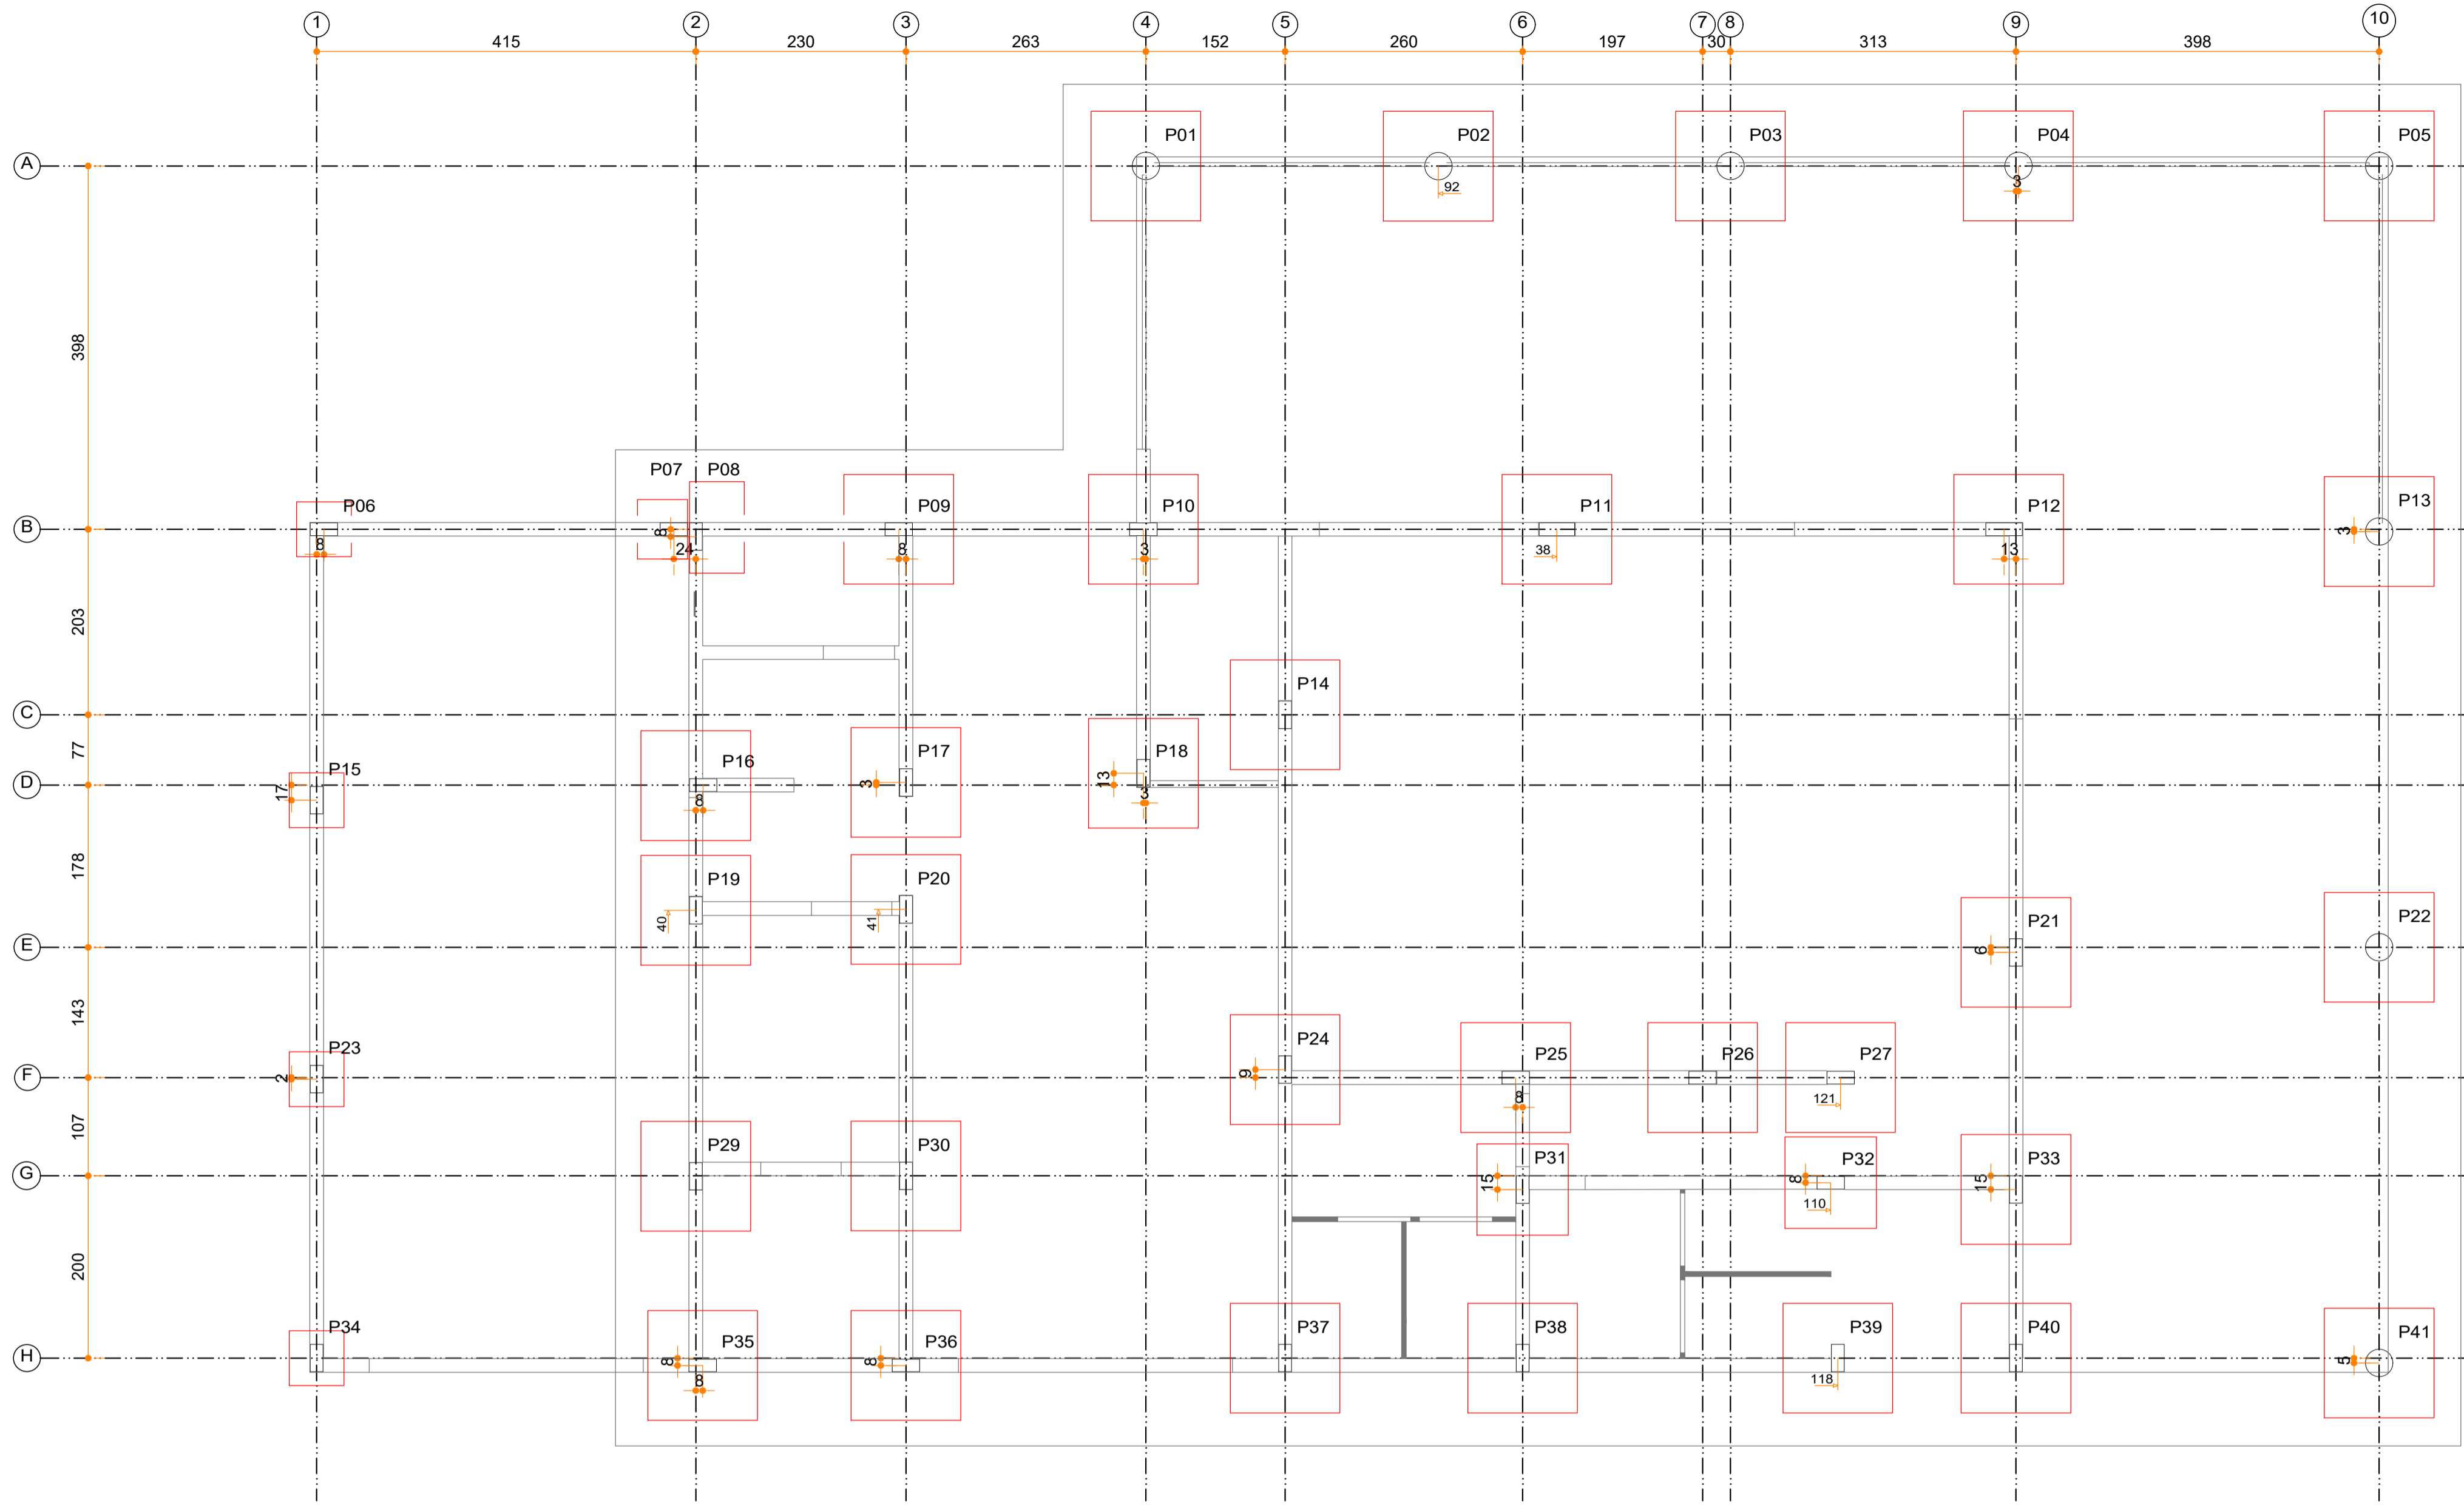 1 2 3 4 5 6 7 8 9 10
415 230 263 152 260 197 30 313 398
P01 P02 P03 P04 P05
A
92 3
398
P07 P08
P06 P09 P10 P11 P12 P13
B
8 8 24 8 3 38 13 3
203
P14
C
77
P15 P16 P17 P18
D
17 8 3 13 3
178
P19 P20
40 41
P21 P22
E
6
143
P23 P24 P25 P26 P27
F
2 9 8 121
107
P29 P30 P31 P32 P33
G
15 8 110 15
200
P34 P35 P36 P37 P38 P39 P40 P41
H
8 8 8 118 5